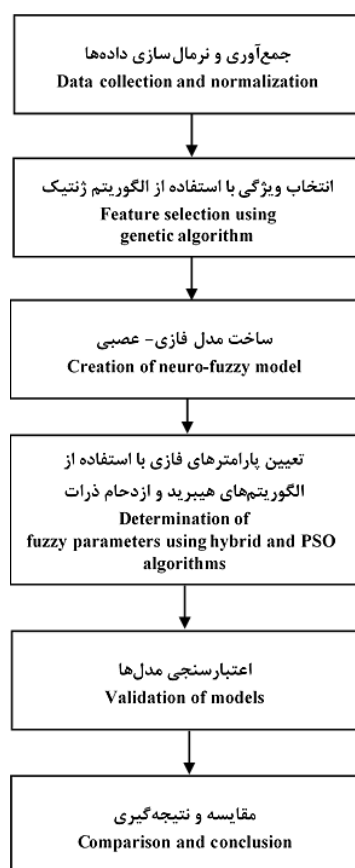 جمع‌آوری و نرمال سازی داده‌ها
Data collection and normalization
انتخاب ویژگی با استفاده از الگوریتم ژنتیک
Feature selection using
genetic algorithm
ساخت مدل فازی- عصبی
Creation of neuro-fuzzy model
تعیین پارامترهای فازی با استفاده از
الگوریتم‌های هیبرید و ازدحام ذرات
Determination of
fuzzy parameters using hybrid and PSO
algorithms
اعتبارسنجی مدل‌ها
Validation of models
مقایسه و نتیجه‌گیری
Comparison and conclusion